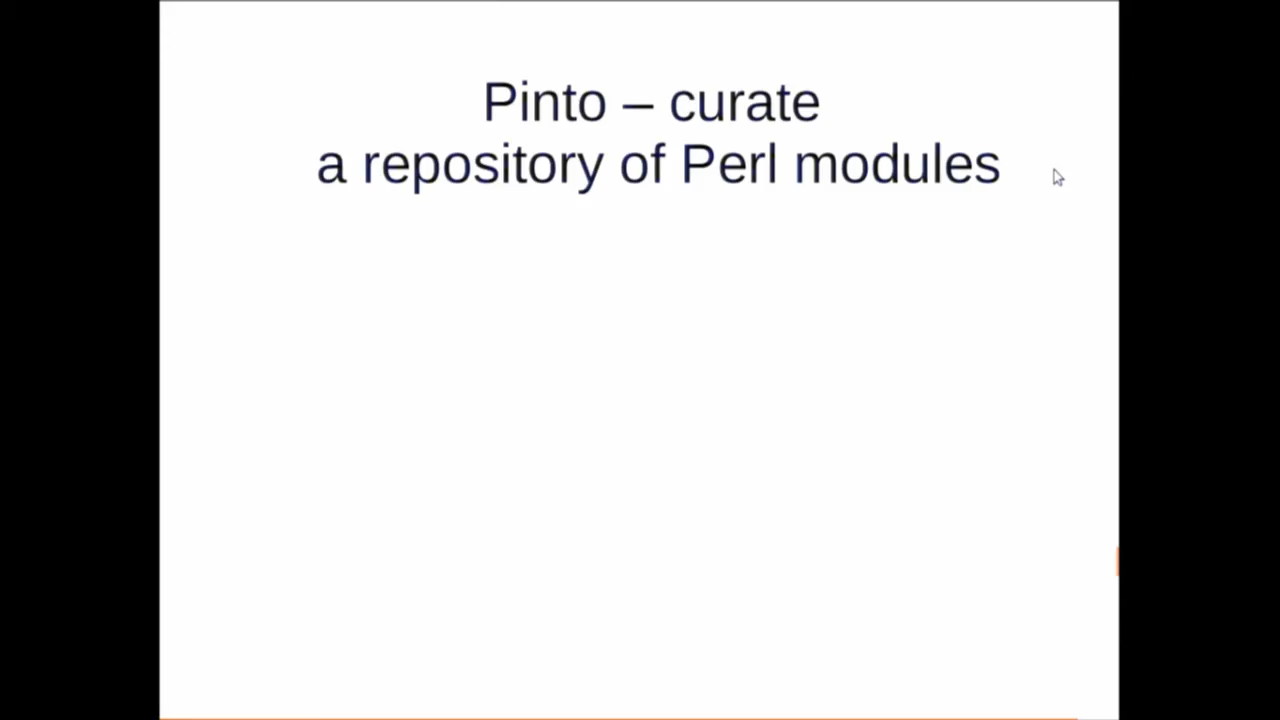 Pinto – curate
a repository of Perl modules